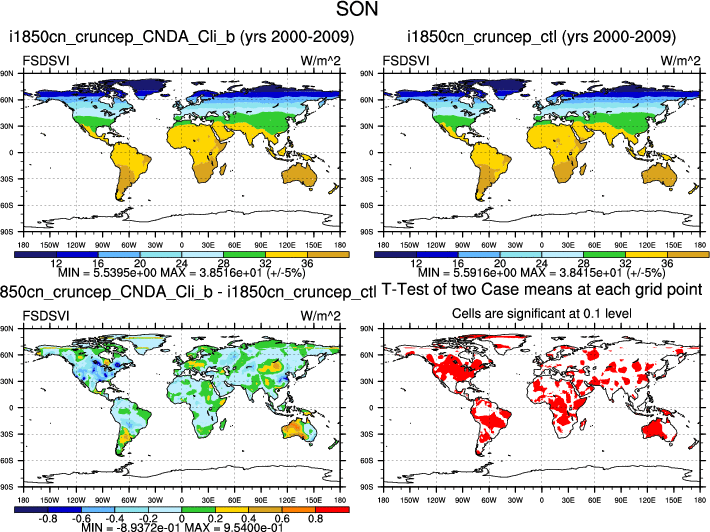 SON
i1850cn_cruncep_CNDA_Cli_b (yrs 2000-2009)
FSDSVI W/m^2
90N
60N
30N
0
30S
60S
90S
180 150W 120W 90W 60W 30W 0 30E 60E 90E 120E 150E 180
12 16 20 24 28 32 36
MIN = 5.5395e+00 MAX = 3.8516e+01 (+/-5%)
i1850cn_cruncep_ctl (yrs 2000-2009)
FSDSVI W/m^2
90N
60N
30N
0
30S
60S
90S
180 150W 120W 90W 60W 30W 0 30E 60E 90E 120E 150E 180
12 16 20 24 28 32 36
MIN = 5.5916e+00 MAX = 3.8415e+01 (+/-5%)
850cn_cruncep_CNDA_Cli_b - i1850cn_cruncep_ctl
FSDSVI W/m^2
90N
60N
30N
0
30S
60S
90S
180 150W 120W 90W 60W 30W 0 30E 60E 90E 120E 150E 180
-0.8 -0.6 -0.4 -0.2 0 0.2 0.4 0.6 0.8
MIN = -8.9372e-01 MAX = 9.5400e-01
T-Test of two Case means at each grid point
Cells are significant at 0.1 level
90N
60N
30N
0
30S
60S
90S
180 150W 120W 90W 60W 30W 0 30E 60E 90E 120E 150E 180